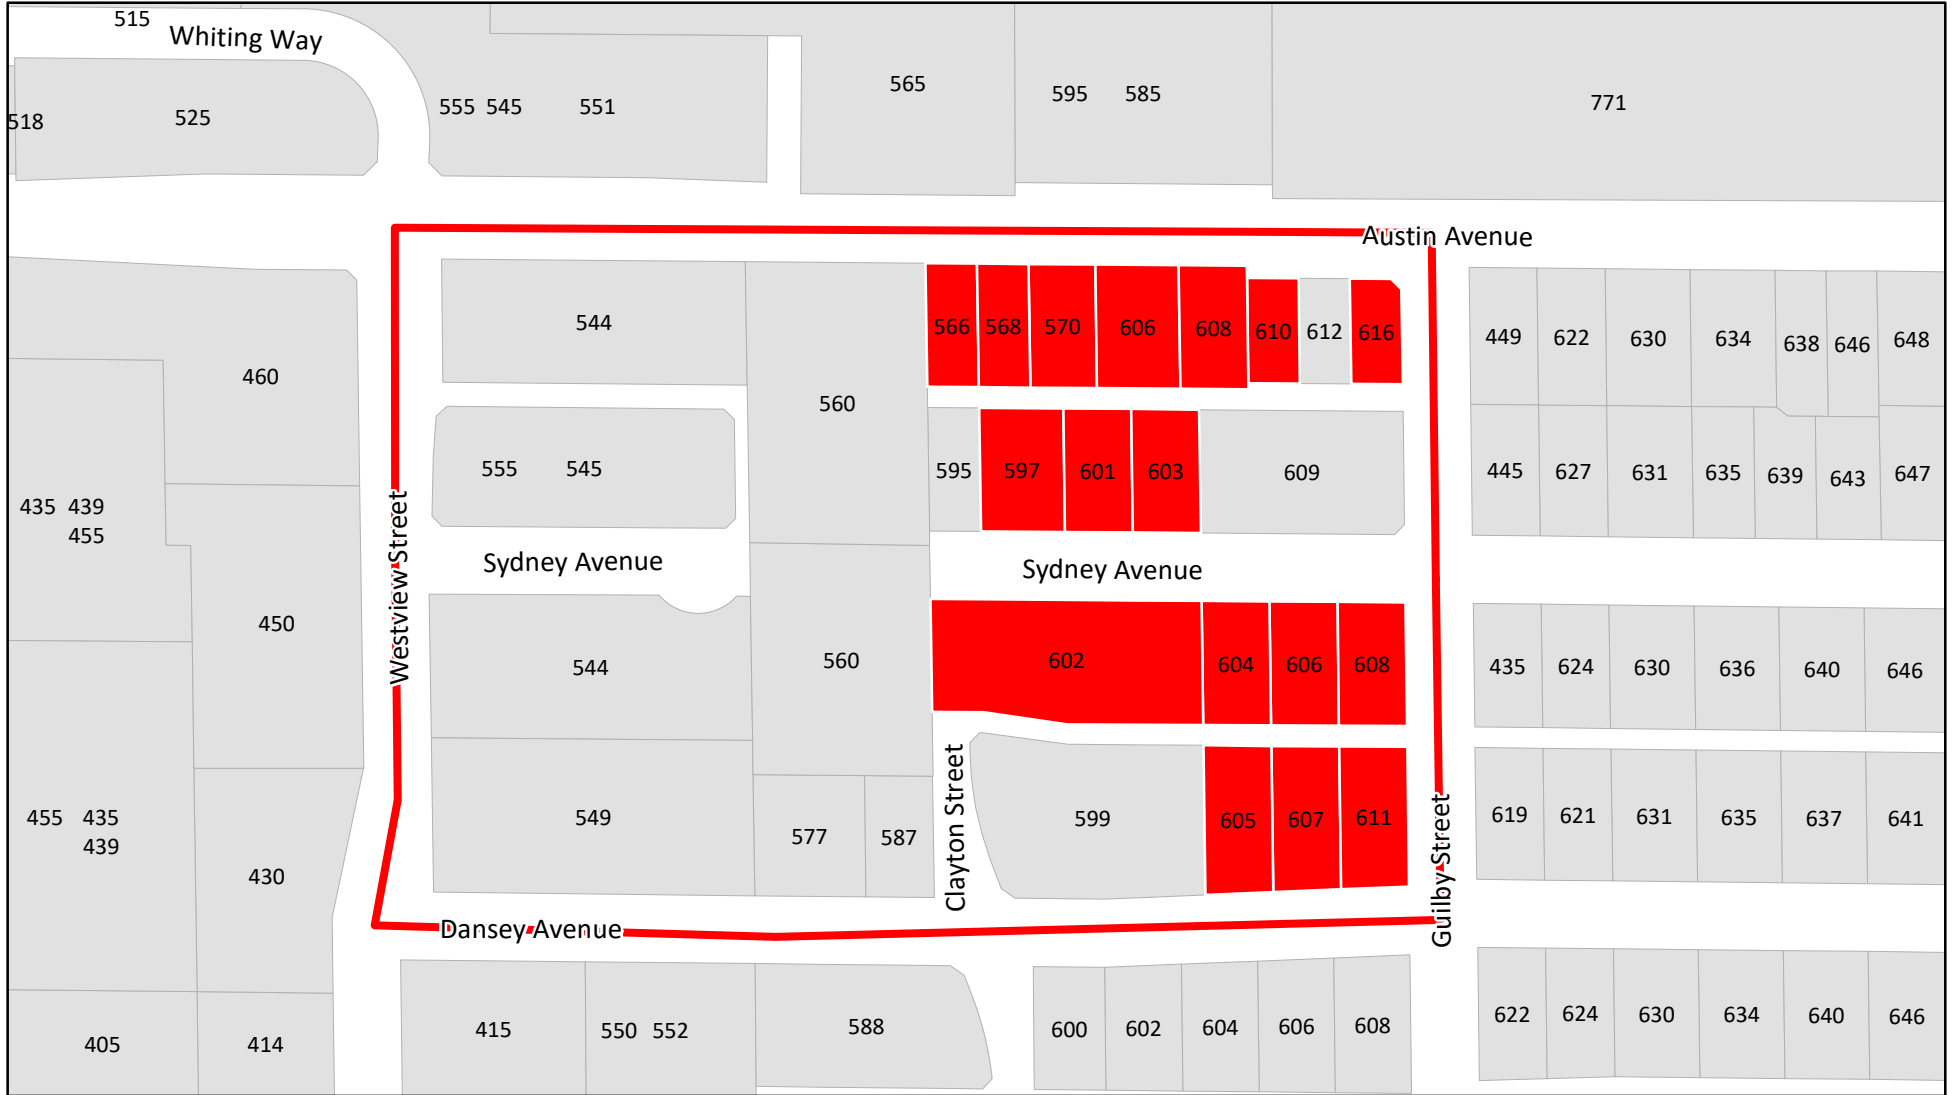 515
Whiting Way
565
595 585
771
555 545 551
518
525
Austin Avenue
544
566 568 570 606 608 610 612 616
449 622 630 634 638 646 648
460
560
555 545
595 597 601 603 609
445 627 631 635 639 643 647
435 439
455
Westview Street
Sydney Avenue
Sydney Avenue
450
544
560
602 604 606 608
435 624 630 636 640 646
455 435
439
549
577 587
Clayton Street
599
605 607 611
Guilby Street
619 621 631 635 637 641
430
Dansey Avenue
405
414
415
550 552
588
600 602 604 606 608
622 624 630 634 640 646